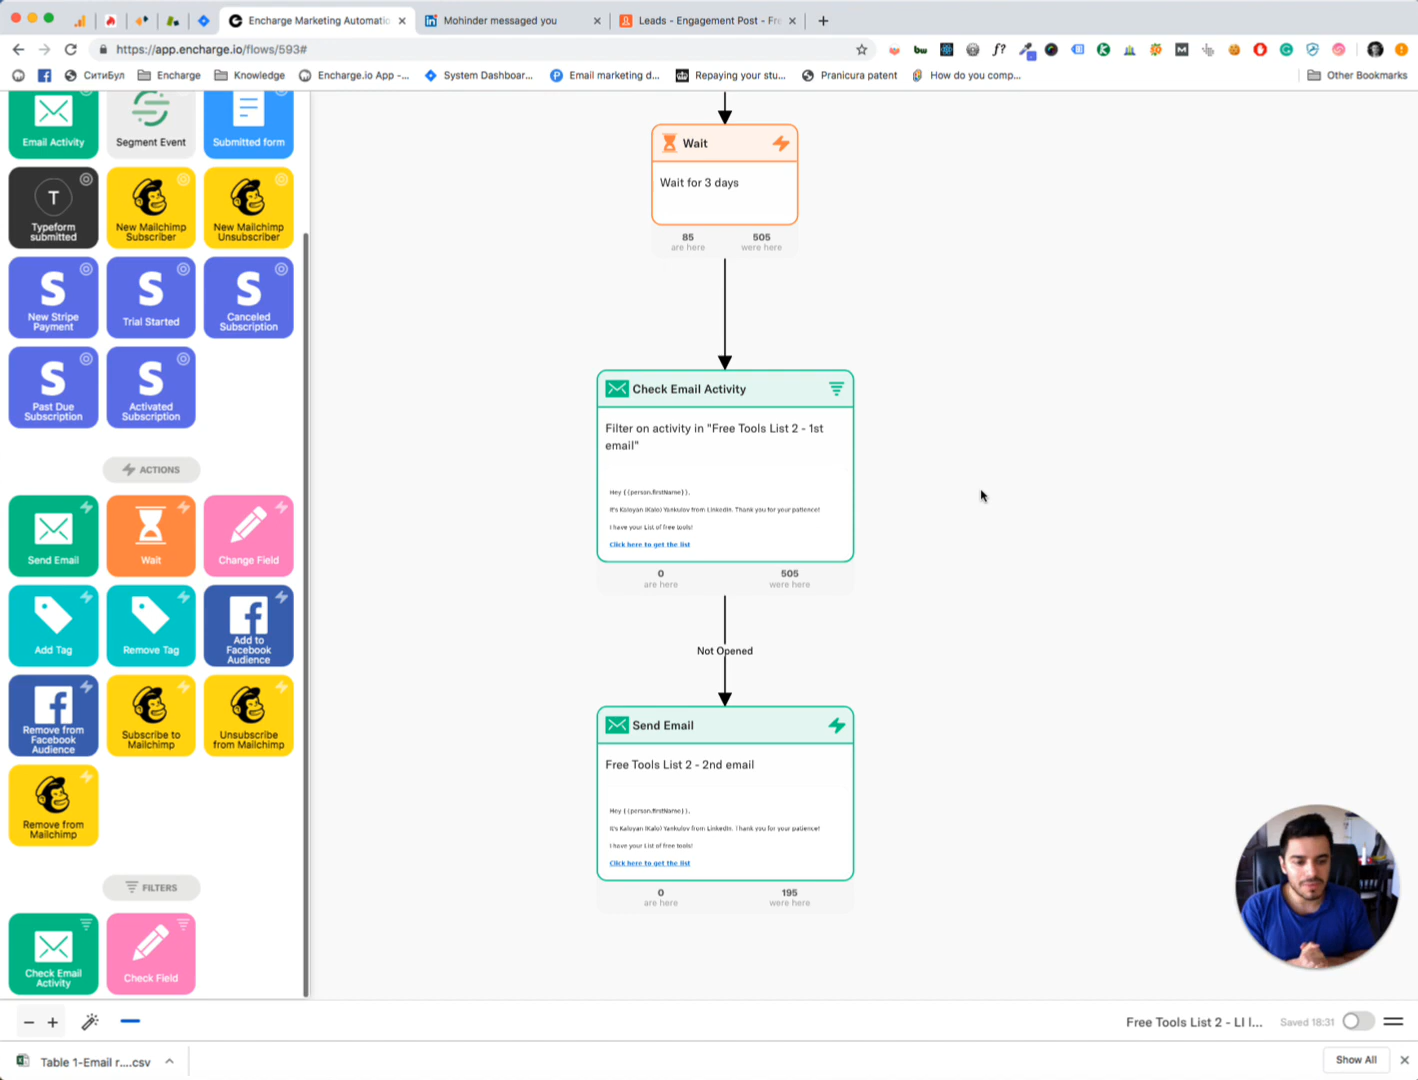 Encharge Marketing Automatic
Mohinder messaged you
Leads - Engagement Post - Fre
https://app.encharge.io/flows/593#
СитиБул
Encharge
Knowledge
Encharge.io App -...
System Dashboar...
Email marketing d...
Repaying your stu...
Pranicura patent
How do you comp...
Other Bookmarks
Email Activity
Segment Event
Submitted form
Typeform submitted
New Mailchimp Subscriber
New Mailchimp Unsubscriber
New Stripe Payment
Trial Started
Canceled Subscription
Past Due Subscription
Activated Subscription
ACTIONS
Send Email
Wait
Change Field
Add Tag
Remove Tag
Add to Facebook Audience
Remove from Facebook Audience
Subscribe to Mailchimp
Unsubscribe from Mailchimp
Remove from Mailchimp
FILTERS
Check Email Activity
Check Field
Wait
Wait for 3 days
85 505
are here were here
Check Email Activity
Filter on activity in "Free Tools List 2 - 1st
email"
Hey {{person.firstName}},
It's Kaloyan (Kalo) Yankulov from LinkedIn. Thank you for your patience!
I have your List of free tools!
Click here to get the list
0 505
are here were here
Not Opened
Send Email
Free Tools List 2 - 2nd email
Hey {{person.firstName}},
It's Kaloyan (Kalo) Yankulov from LinkedIn. Thank you for your patience!
I have your List of free tools!
Click here to get the list
0 195
are here were here
Free Tools List 2 - LI l...
Saved 18:31
Table 1-Email r....csv
Show All